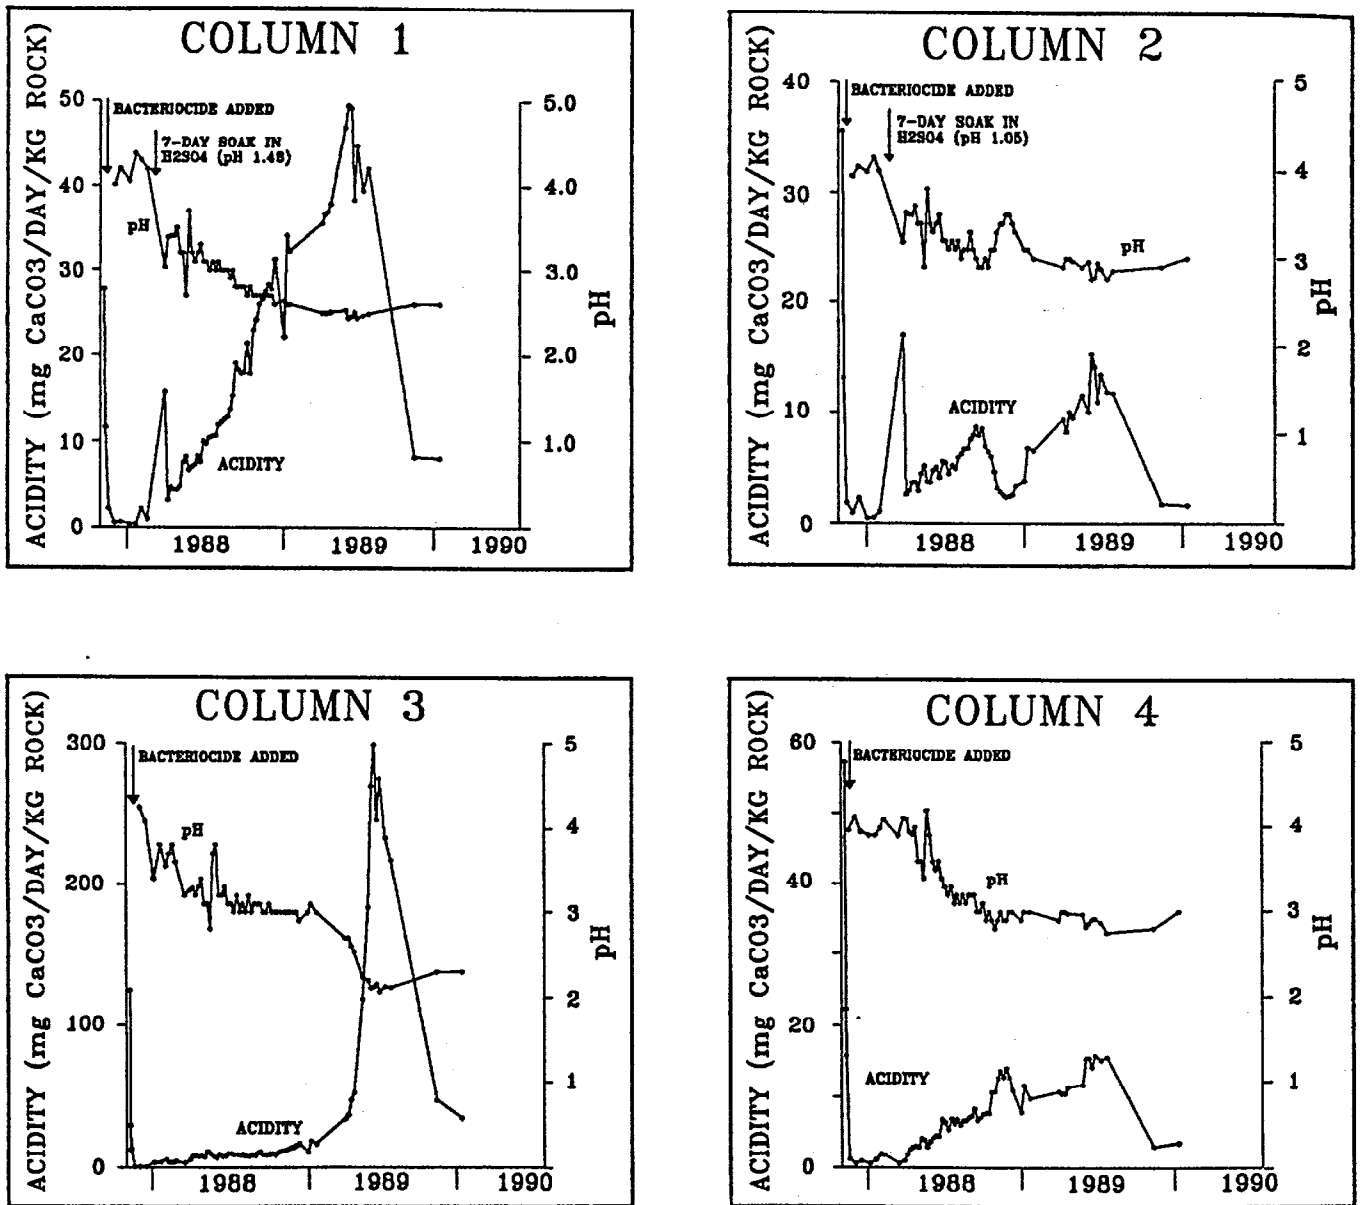 COLUMN 1
ACIDITY (mg CaCO3/DAY/KG ROCK)
50
40
30
20
10
0
BACTERIOCIDE ADDED
7-DAY SOAK IN
H2SO4 (pH 1.48)
pH
ACIDITY
5.0
4.0
3.0
2.0
1.0
pH
1988
1989
1990
COLUMN 2
ACIDITY (mg CaCO3/DAY/KG ROCK)
40
30
20
10
0
BACTERIOCIDE ADDED
7-DAY SOAK IN
H2SO4 (pH 1.05)
pH
ACIDITY
5
4
3
2
1
pH
1988
1989
1990
COLUMN 3
ACIDITY (mg CaCO3/DAY/KG ROCK)
300
200
100
0
BACTERIOCIDE ADDED
pH
ACIDITY
5
4
3
2
1
pH
1988
1989
1990
COLUMN 4
ACIDITY (mg CaCO3/DAY/KG ROCK)
60
40
20
0
BACTERIOCIDE ADDED
pH
ACIDITY
5
4
3
2
1
pH
1988
1989
1990